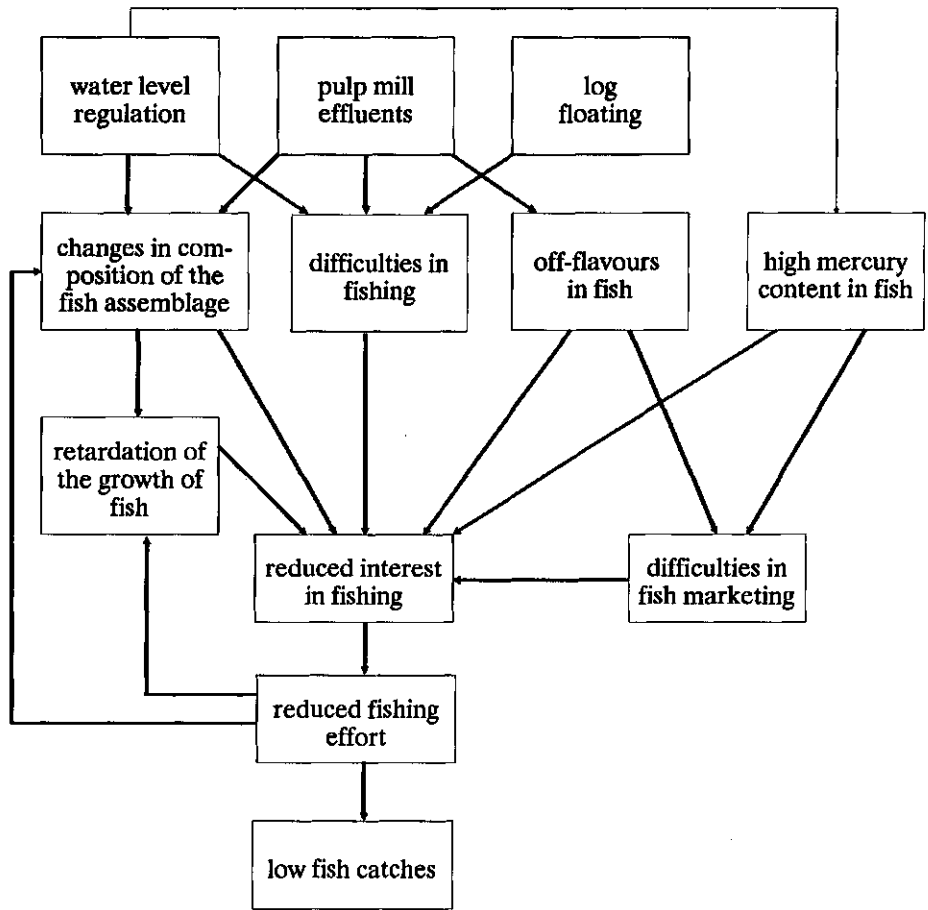 water level
regulation
pulp mill
effluents
log
floating
changes in com-
position of the
fish assemblage
difficulties in
fishing
off-flavours
in fish
high mercury
content in fish
retardation of
the growth of
fish
reduced interest
in fishing
difficulties in
fish marketing
reduced fishing
effort
low fish catches